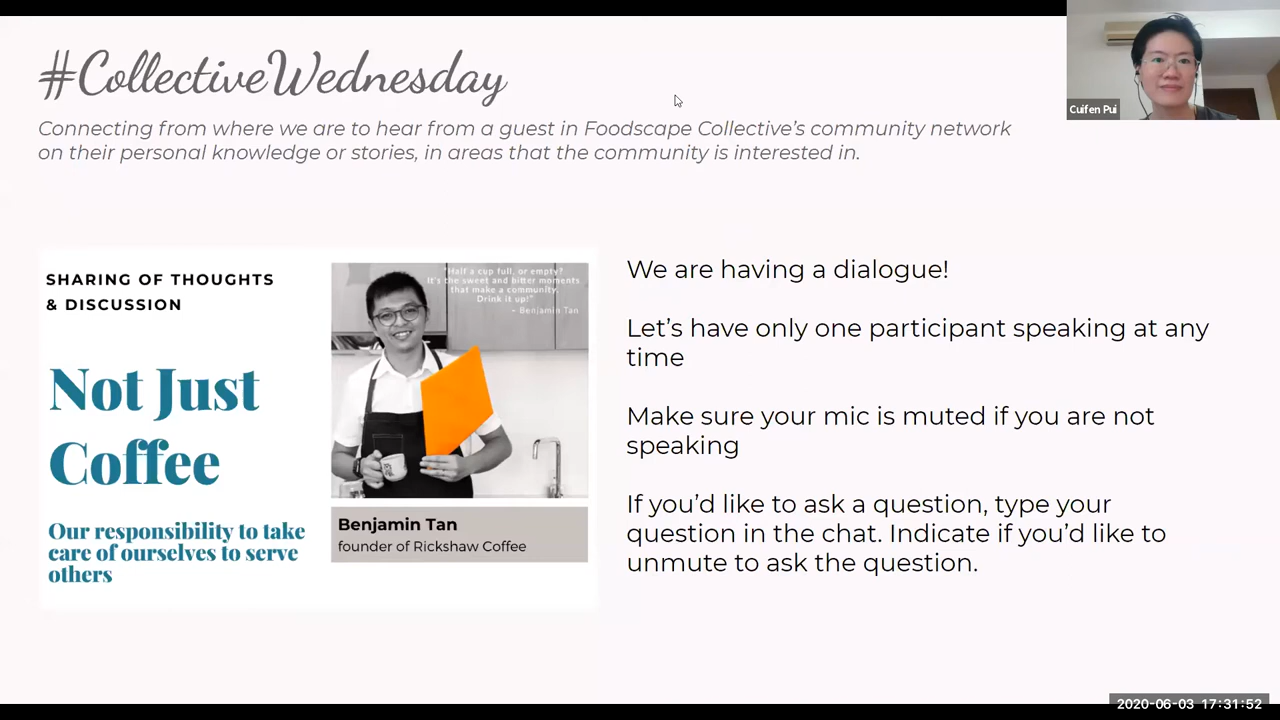 #CollectiveWednesday
Connecting from where we are to hear from a guest in Foodscape Collective's community network
on their personal knowledge or stories, in areas that the community is interested in.
Cuifen Pui
SHARING OF THOUGHTS
& DISCUSSION
Not Just
Coffee
Our responsibility to take
care of ourselves to serve
others
"Half a cup full, or empty?
It's the sweet and bitter moments
that make a community.
Drink it up!"
- Benjamin Tan
Benjamin Tan
founder of Rickshaw Coffee
We are having a dialogue!
Let’s have only one participant speaking at any
time
Make sure your mic is muted if you are not
speaking
If you’d like to ask a question, type your
question in the chat. Indicate if you’d like to
unmute to ask the question.
2020-06-03 17:31:52